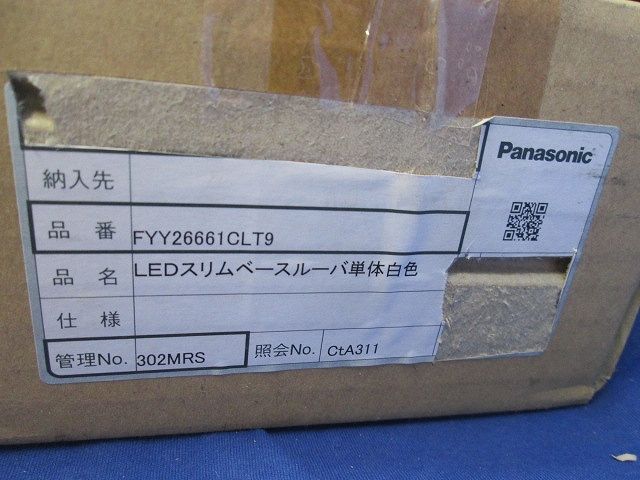 Panasonic
納入先
品番 FYY26661CLT9
品名 LEDスリムベースルーバ単体白色
仕様
管理No. 302MRS 照会No. CtA311